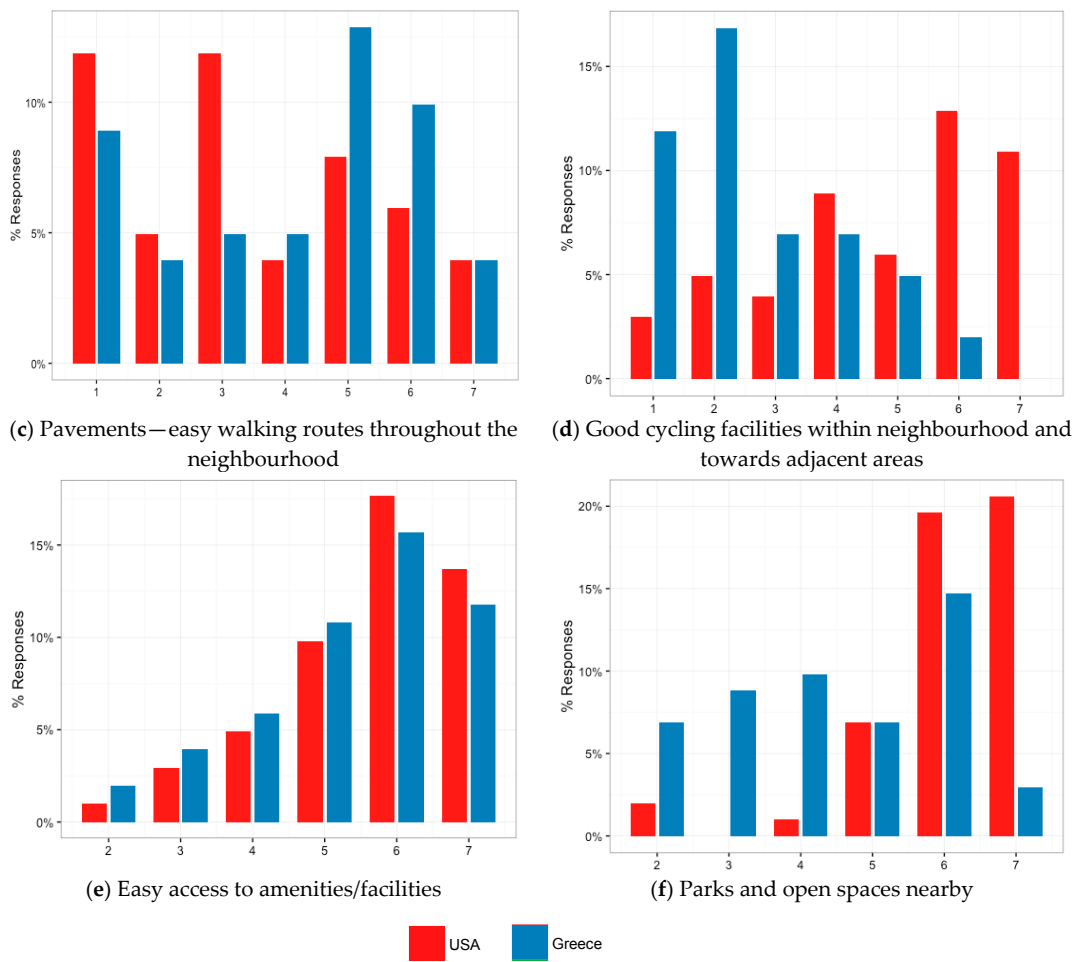 10%
5%
0%
% Responses
1 2 3 4 5 6 7
(c) Pavements—easy walking routes throughout the
neighbourhood
15%
10%
5%
0%
% Responses
1 2 3 4 5 6 7
(d) Good cycling facilities within neighbourhood and
towards adjacent areas
15%
10%
5%
0%
% Responses
2 3 4 5 6 7
(e) Easy access to amenities/facilities
20%
15%
10%
5%
0%
% Responses
2 3 4 5 6 7
(f) Parks and open spaces nearby
USA Greece